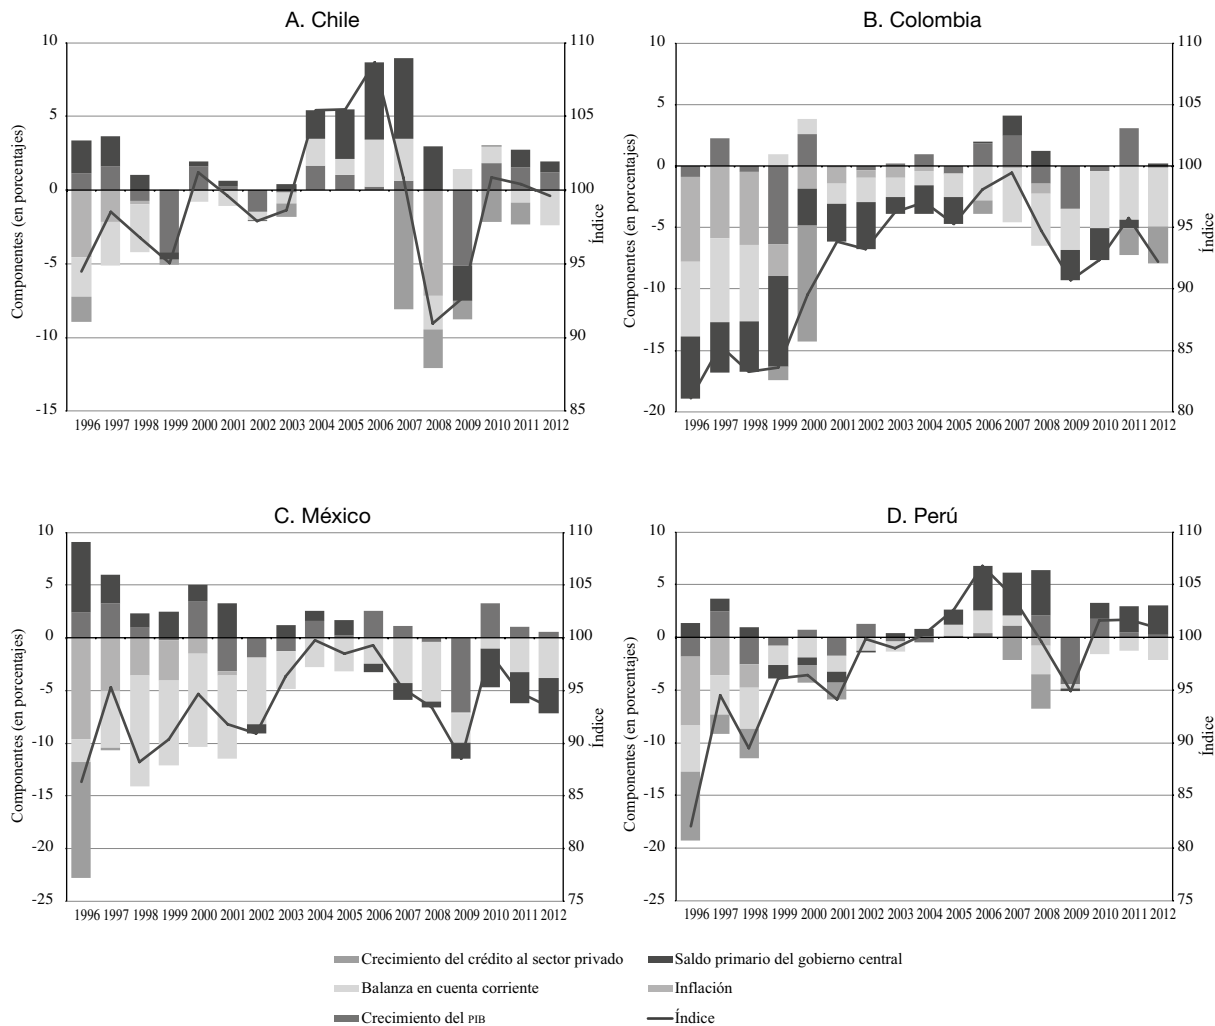 A. Chile
Componentes (en porcentajes)
10
5
0
-5
-10
-15
110
105
100
95
90
85
Índice
1996 1997 1998 1999 2000 2001 2002 2003 2004 2005 2006 2007 2008 2009 2010 2011 2012
B. Colombia
Componentes (en porcentajes)
10
5
0
-5
-10
-15
-20
110
105
100
95
90
85
80
Índice
1996 1997 1998 1999 2000 2001 2002 2003 2004 2005 2006 2007 2008 2009 2010 2011 2012
C. México
Componentes (en porcentajes)
10
5
0
-5
-10
-15
-20
-25
110
105
100
95
90
85
80
75
Índice
1996 1997 1998 1999 2000 2001 2002 2003 2004 2005 2006 2007 2008 2009 2010 2011 2012
D. Perú
Componentes (en porcentajes)
10
5
0
-5
-10
-15
-20
-25
110
105
100
95
90
85
80
75
Índice
1996 1997 1998 1999 2000 2001 2002 2003 2004 2005 2006 2007 2008 2009 2010 2011 2012
Crecimiento del crédito al sector privado
Saldo primario del gobierno central
Balanza en cuenta corriente
Inflación
Crecimiento del PIB
Índice